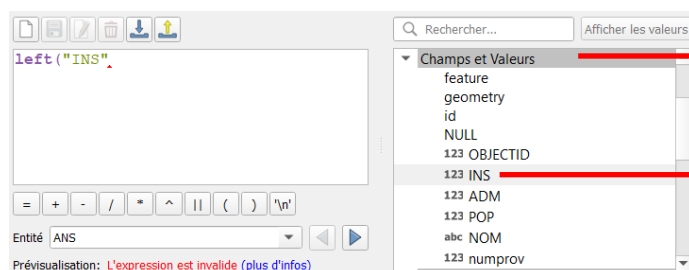 Rechercher... Afficher les valeurs
left("INS"
Champs et Valeurs
feature
geometry
id
NULL
123 OBJECTID
123 INS
123 ADM
123 POP
abc NOM
123 numprov
= + - / * ^ || ( ) '\n'
Entité ANS
Prévisualisation: L'expression est invalide (plus d'infos)